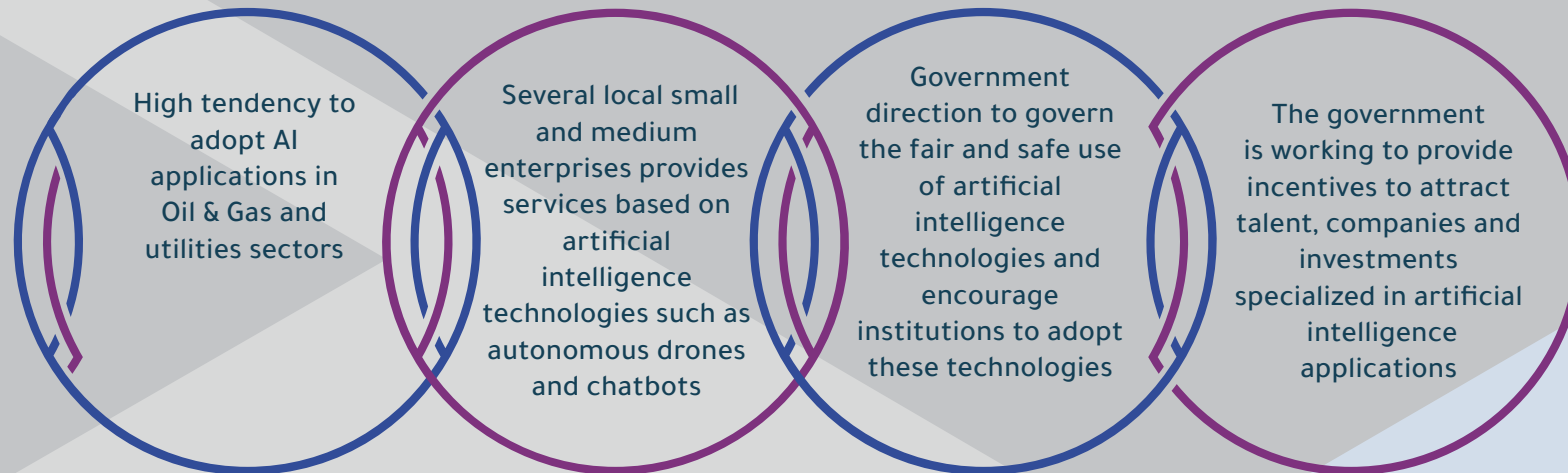 High tendency to
adopt AI
applications in
Oil & Gas and
utilities sectors
Several local small
and medium
enterprises provides
services based on
artificial
intelligence
technologies such as
autonomous drones
and chatbots
Government
direction to govern
the fair and safe use
of artificial
intelligence
technologies and
encourage
institutions to adopt
these technologies
The government
is working to provide
incentives to attract
talent, companies and
investments
specialized in artificial
intelligence
applications